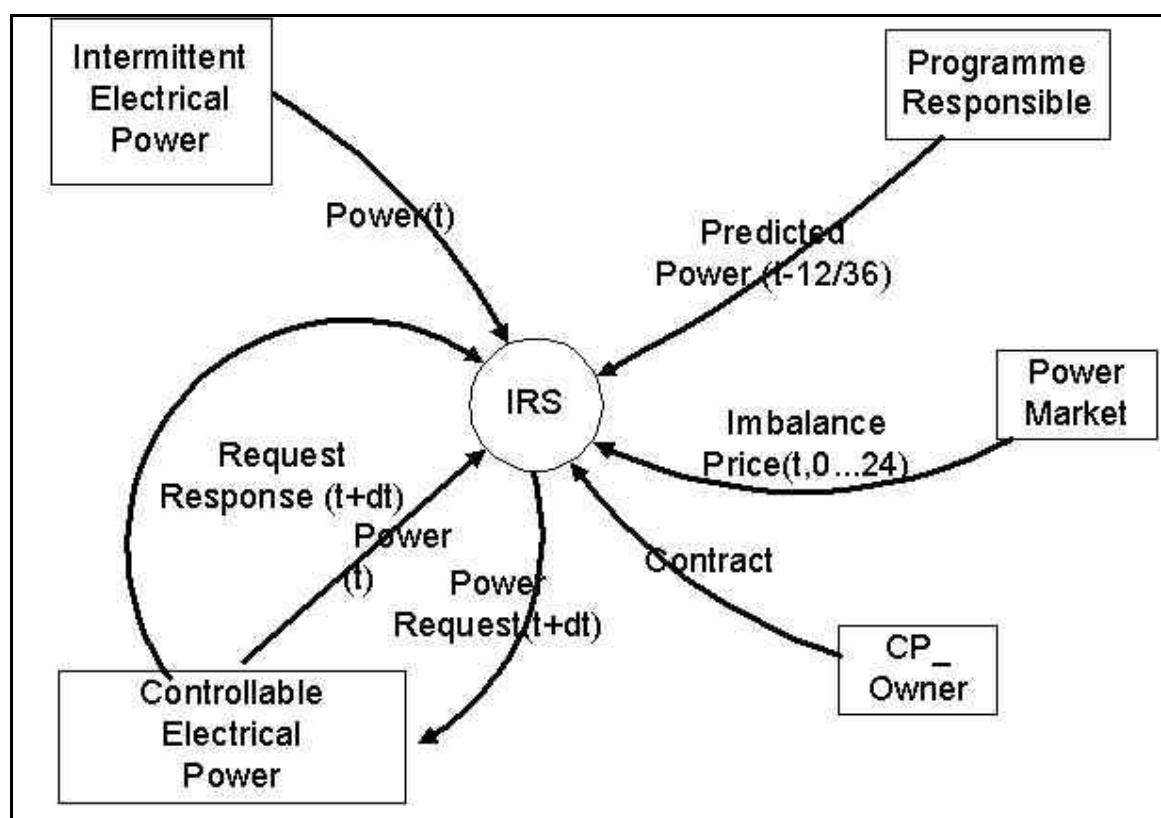 Intermittent
Electrical
Power
Programme
Responsible
Power(t)
Predicted
Power (t-12/36)
IRS
Power
Market
Imbalance
Price(t,0...24)
Request
Response (t+dt)
Power
(t)
Power
Request(t+dt)
Contract
CP_
Owner
Controllable
Electrical
Power